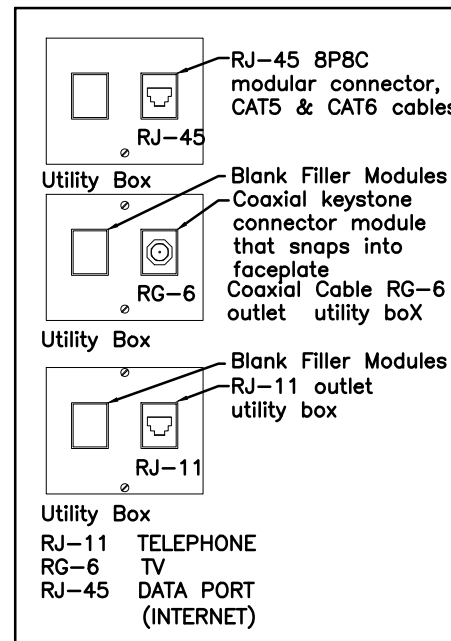 RJ-45 8P8C
modular connector,
CAT5 & CAT6 cables
RJ-45
Utility Box
Blank Filler Modules
Coaxial keystone
connector module
that snaps into
faceplate
RG-6
Coaxial Cable RG-6
outlet utility boX
Utility Box
Blank Filler Modules
RJ-11 outlet
utility box
RJ-11
Utility Box
RJ-11 TELEPHONE
RG-6 TV
RJ-45 DATA PORT
(INTERNET)